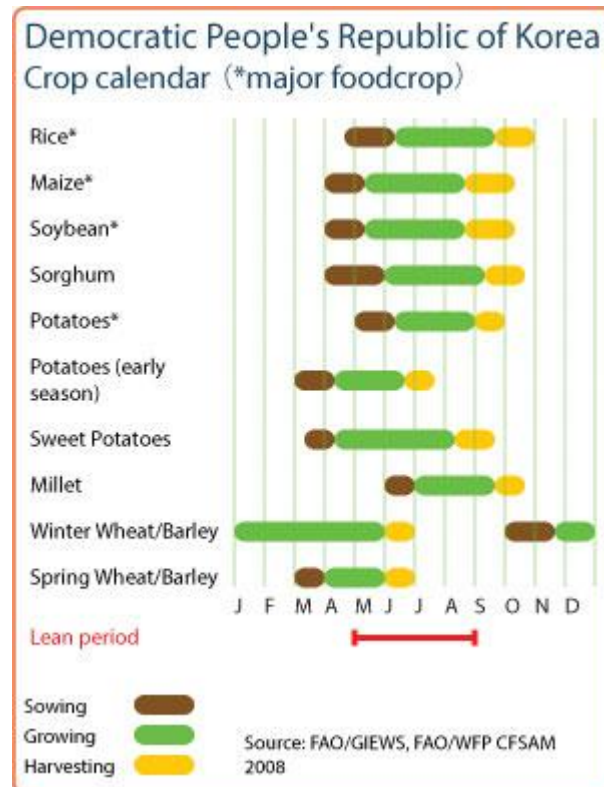 Democratic People's Republic of Korea
Crop calendar (*major foodcrop)
Rice*
Maize*
Soybean*
Sorghum
Potatoes*
Potatoes (early
season)
Sweet Potatoes
Millet
Winter Wheat/Barley
Spring Wheat/Barley
J F M A M J J A S O N D
Lean period
Sowing
Growing
Harvesting
Source: FAO/GIEWS, FAO/WFP CFSAM
2008